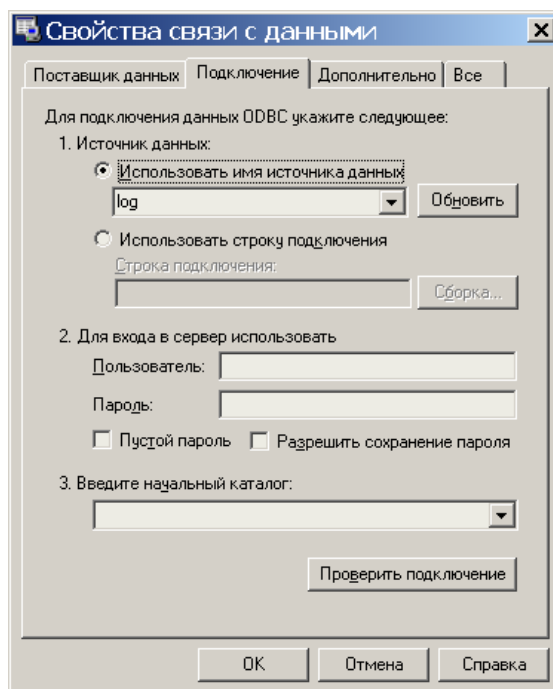 Свойства связи с данными
Поставщик данных Подключение Дополнительно Все
Для подключения данных ODBC укажите следующее:
1. Источник данных:
Использовать имя источника данных
log Обновить
Использовать строку подключения
Строка подключения:
Сборка...
2. Для входа в сервер использовать
Пользователь:
Пароль:
Пустой пароль Разрешить сохранение пароля
3. Введите начальный каталог:
Проверить подключение
OK Отмена Справка